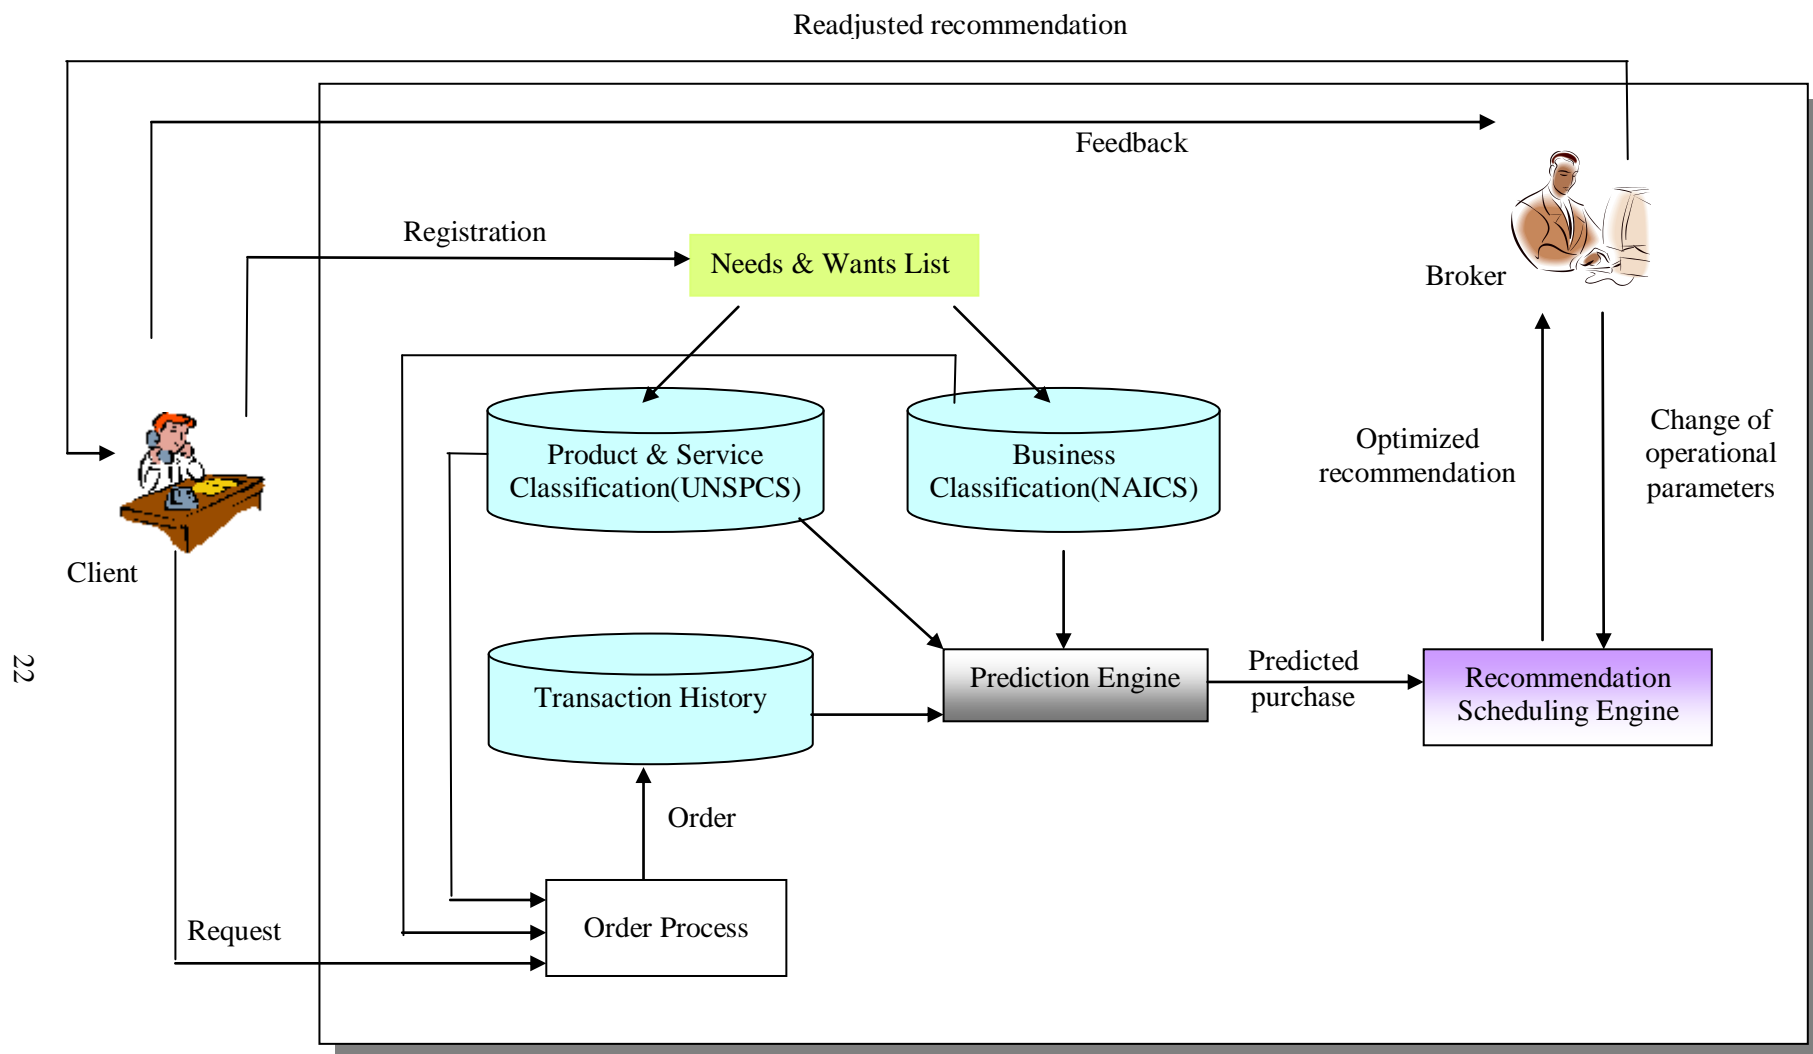 Readjusted recommendation
Feedback
Registration
Needs & Wants List
Broker
Product & Service
Classification(UNSPCS)
Business
Classification(NAICS)
Optimized
recommendation
Change of
operational
parameters
Client
22
Transaction History
Prediction Engine
Predicted
purchase
Recommendation
Scheduling Engine
Order
Request
Order Process